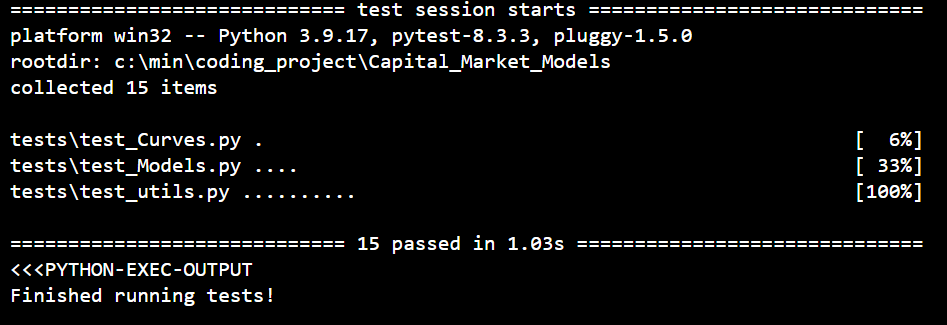 ============================= test session starts =============================
platform win32 -- Python 3.9.17, pytest-8.3.3, pluggy-1.5.0
rootdir: c:\min\coding_project\Capital_Market_Models
collected 15 items
tests\test_Curves.py . [  6%]
tests\test_Models.py .... [ 33%]
tests\test_utils.py .......... [100%]
============================= 15 passed in 1.03s ==============================
<<<PYTHON-EXEC-OUTPUT
Finished running tests!